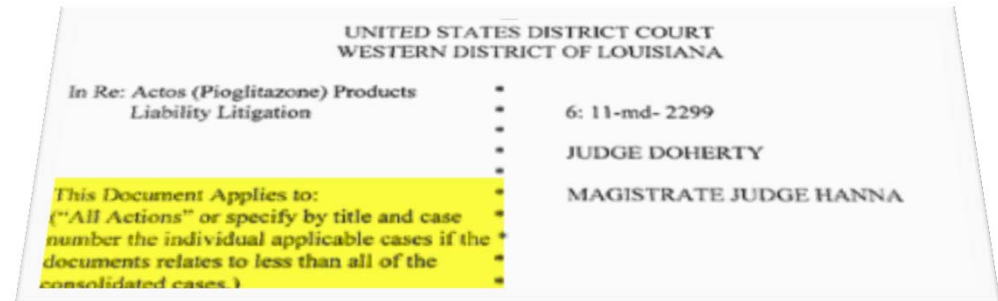 UNITED STATES DISTRICT COURT
WESTERN DISTRICT OF LOUISIANA
In Re: Actos (Pioglitazone) Products
Liability Litigation
6: 11-md- 2299
JUDGE DOHERTY
MAGISTRATE JUDGE HANNA
This Document Applies to:
("All Actions" or specify by title and case
number the individual applicable cases if the
documents relates to less than all of the
consolidated cases.)